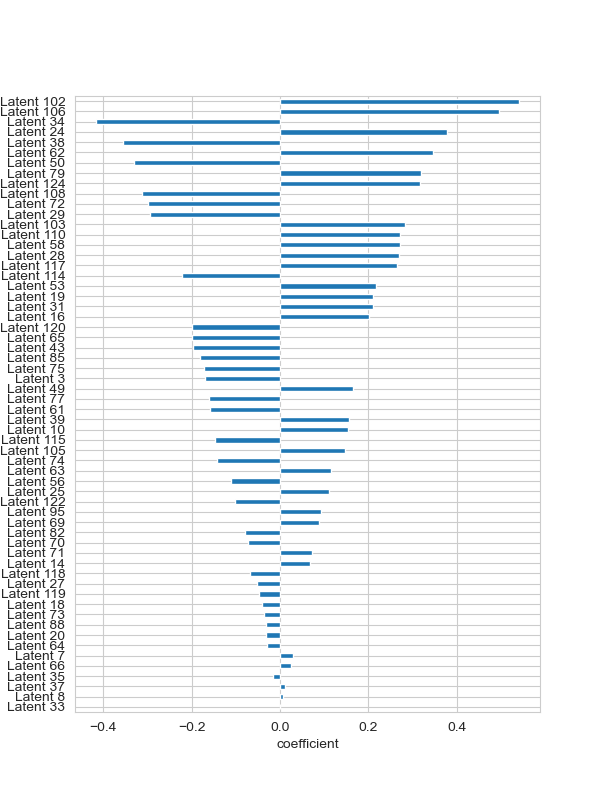 Latent 102
Latent 106
Latent 34
Latent 24
Latent 38
Latent 62
Latent 50
Latent 79
Latent 124
Latent 108
Latent 72
Latent 29
Latent 103
Latent 110
Latent 58
Latent 28
Latent 117
Latent 114
Latent 53
Latent 19
Latent 31
Latent 16
Latent 120
Latent 65
Latent 43
Latent 85
Latent 75
Latent 3
Latent 49
Latent 77
Latent 61
Latent 39
Latent 10
Latent 115
Latent 105
Latent 74
Latent 63
Latent 56
Latent 25
Latent 122
Latent 95
Latent 69
Latent 82
Latent 70
Latent 71
Latent 14
Latent 118
Latent 27
Latent 119
Latent 18
Latent 73
Latent 88
Latent 20
Latent 64
Latent 7
Latent 66
Latent 35
Latent 37
Latent 8
Latent 33
−0.4 −0.2 0.0 0.2 0.4
coefficient